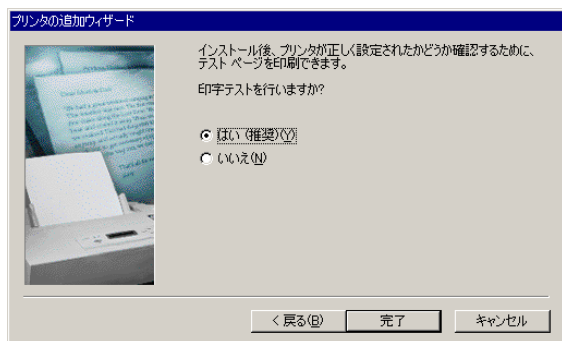 プリンタの追加ウィザード
インストール後、プリンタが正しく設定されたかどうか確認するために、
テスト ページを印刷できます。
印字テストを行いますか?
はい (推奨)(Y)
いいえ(N)
< 戻る(B)
完了
キャンセル